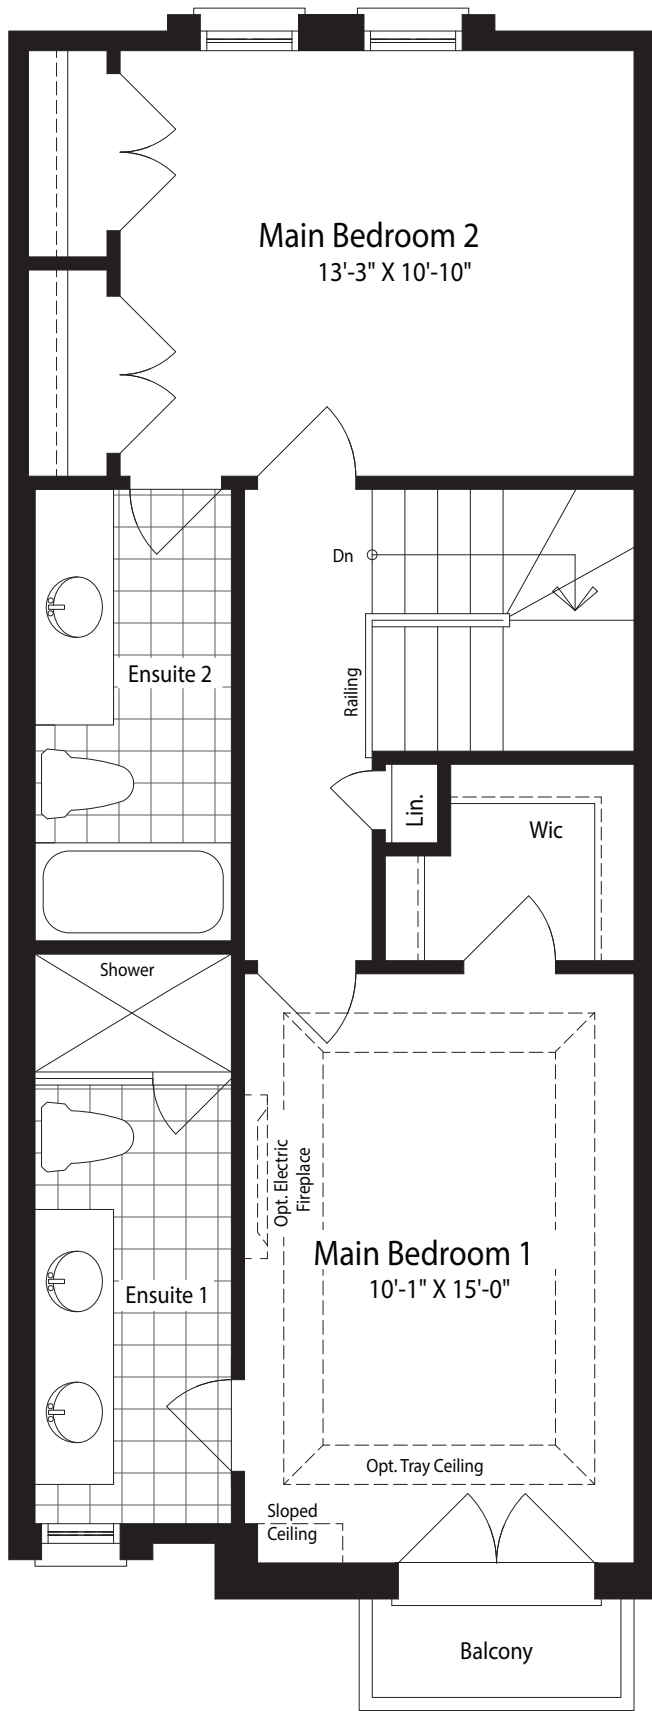 Main Bedroom 2
13'-3" X 10'-10"
Dn
Ensuite 2
Railing
Lin.
Wic
Shower
Opt. Electric
Fireplace
Main Bedroom 1
10'-1" X 15'-0"
Ensuite 1
Opt. Tray Ceiling
Sloped
Ceiling
Balcony